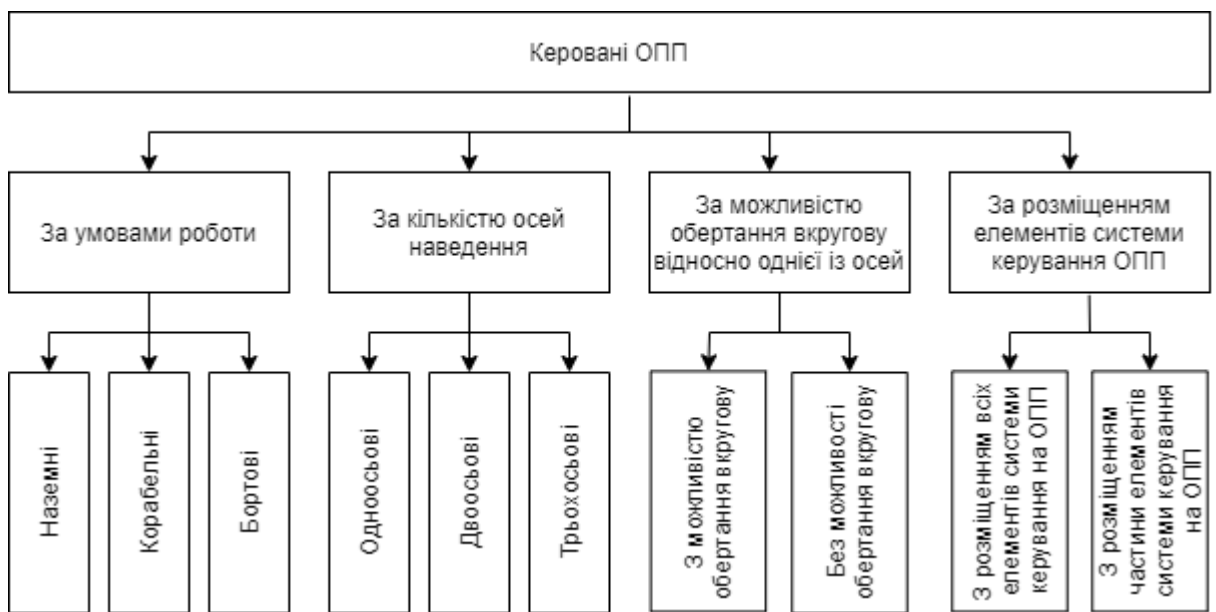 Керовані ОПП
За умовами роботи
За кількістю осей
наведення
За можливістю
обертання вкругову
відносно однієї із осей
За розміщенням
елементів системи
керування ОПП
Наземні
Корабельні
Бортові
Одноосьові
Двоосьові
Трьохосьові
З можливістю
обертання вкругову
Без можливості
обертання вкругову
З розміщенням всіх
елементів системи
керування на ОПП
З розміщенням
частини елементів
системи керування
на ОПП